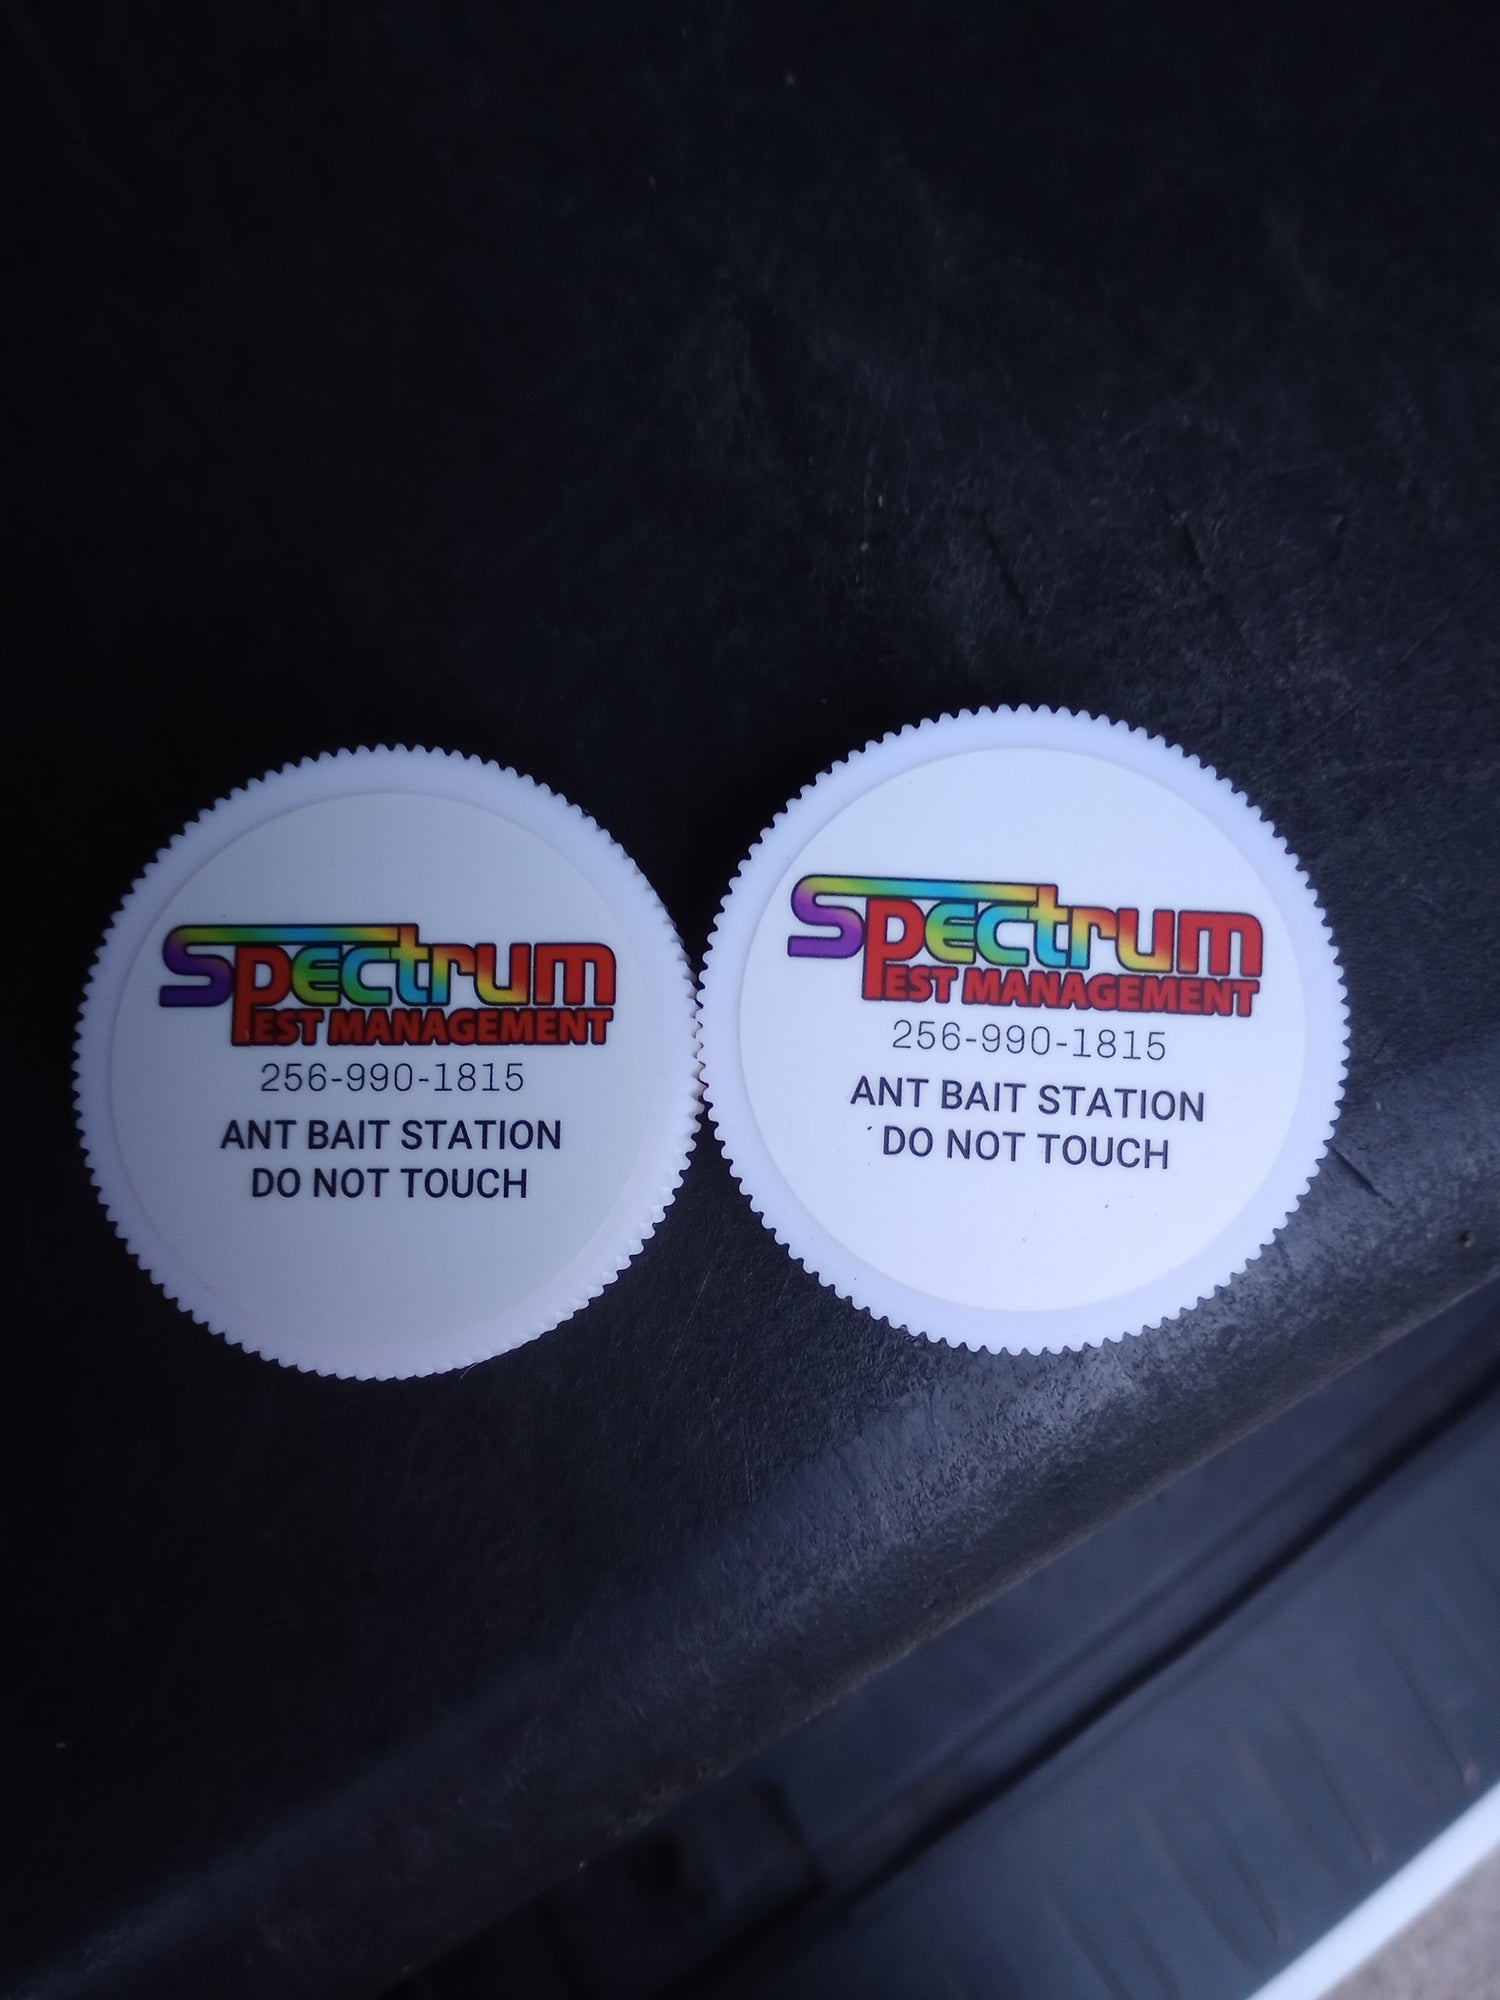 Spectrum
PEST MANAGEMENT
256-990-1815
ANT BAIT STATION
DO NOT TOUCH
Spectrum
PEST MANAGEMENT
256-990-1815
ANT BAIT STATION
DO NOT TOUCH